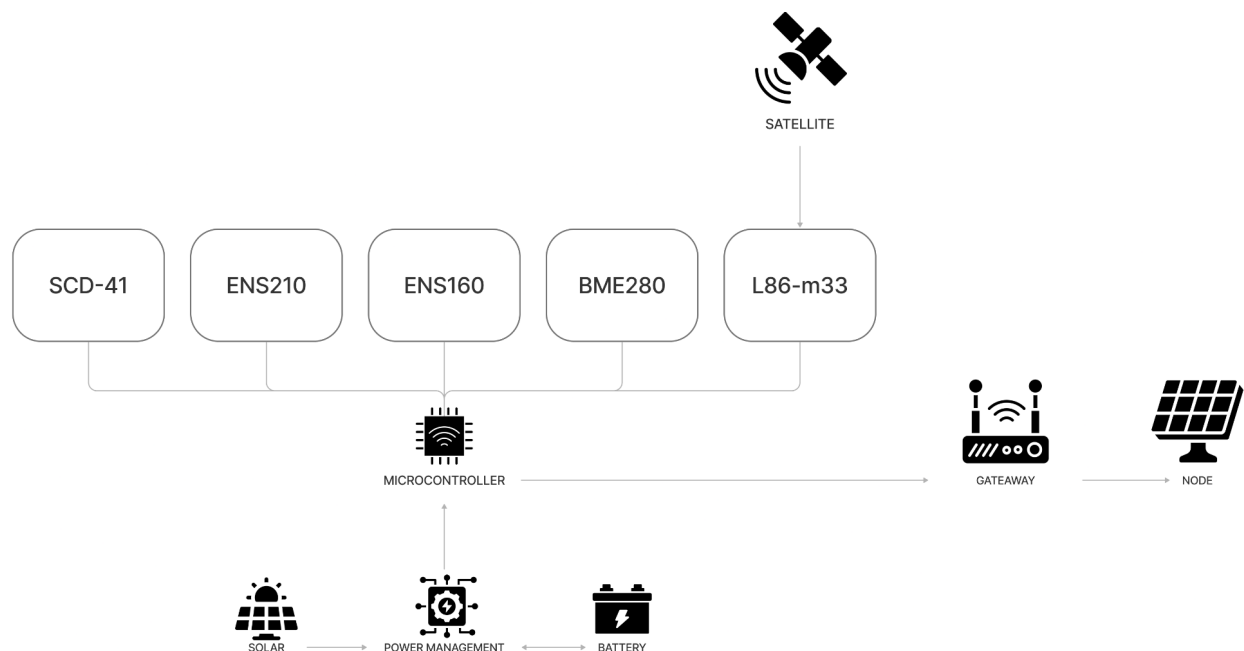 SATELLITE
SCD-41
ENS210
ENS160
BME280
L86-m33
MICROCONTROLLER
GATEAWAY
NODE
SOLAR
POWER MANAGEMENT
BATTERY